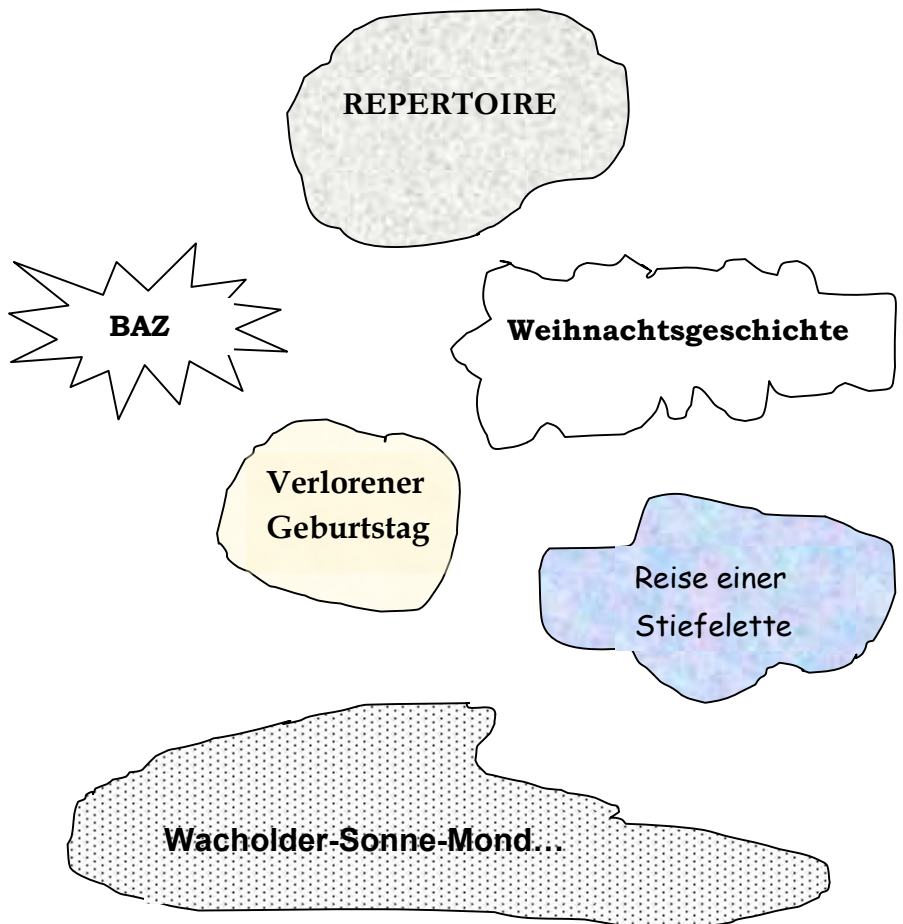 REPERTOIRE
BAZ
Weihnachtsgeschichte
Verlorener
Geburtstag
Reise einer
Stiefelette
Wacholder-Sonne-Mond…